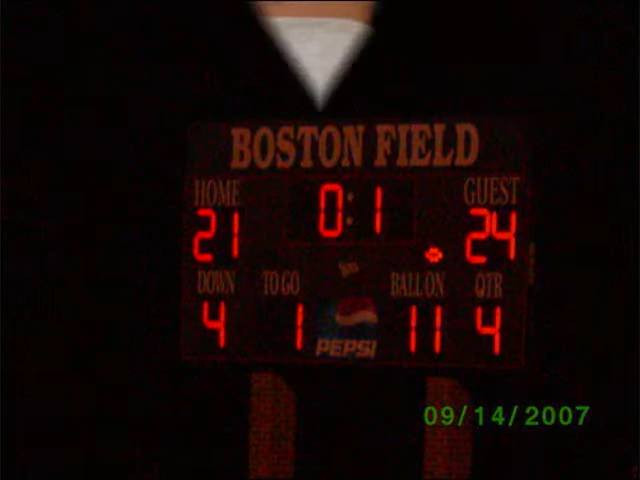 BOSTON FIELD
HOME 0:1 GUEST
21 24
DOWN TO GO BALL ON QTR
4 1 11 4
PEPSI
09/14/2007